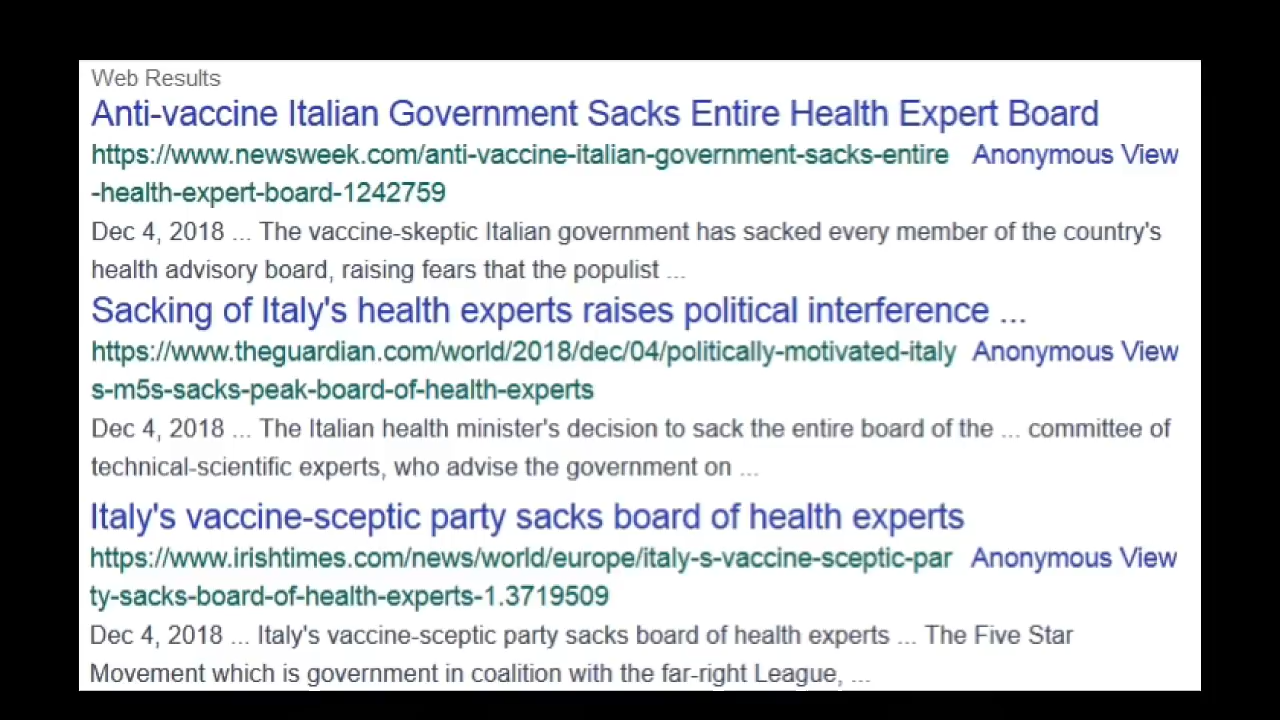 Web Results
Anti-vaccine Italian Government Sacks Entire Health Expert Board
https://www.newsweek.com/anti-vaccine-italian-government-sacks-entire Anonymous View
-health-expert-board-1242759
Dec 4, 2018 ... The vaccine-skeptic Italian government has sacked every member of the country's
health advisory board, raising fears that the populist ...
Sacking of Italy's health experts raises political interference ...
https://www.theguardian.com/world/2018/dec/04/politically-motivated-italy Anonymous View
s-m5s-sacks-peak-board-of-health-experts
Dec 4, 2018 ... The Italian health minister's decision to sack the entire board of the ... committee of
technical-scientific experts, who advise the government on ...
Italy's vaccine-sceptic party sacks board of health experts
https://www.irishtimes.com/news/world/europe/italy-s-vaccine-sceptic-par Anonymous View
ty-sacks-board-of-health-experts-1.3719509
Dec 4, 2018 ... Italy's vaccine-sceptic party sacks board of health experts ... The Five Star
Movement which is government in coalition with the far-right League, ...